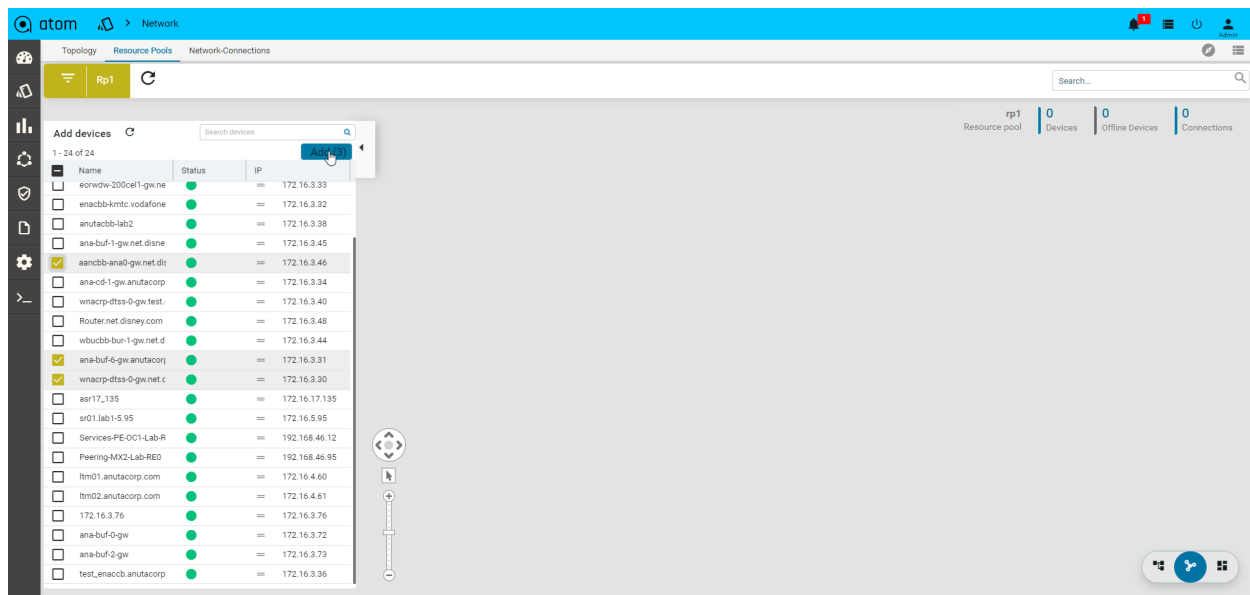 atom > Network 1 Admin
Topology Resource Pools Network-Connections
Rp1 Search...
rp1 0 0 0
Resource pool Devices Offline Devices Connections
Add devices Search devices
1 - 24 of 24 Add (3)
Name Status IP
eorwdw-200cel1-gw.ne 172.16.3.33
enacbb-kmtc.vodafone 172.16.3.32
anutacbb-lab2 172.16.3.38
ana-buf-1-gw.net.disne 172.16.3.45
aancbb-ana0-gw.net.dis 172.16.3.46
ana-cd-1-gw.anutacorp 172.16.3.34
wnacrp-dtss-0-gw.test. 172.16.3.40
Router.net.disney.com 172.16.3.48
wbucbb-bur-1-gw.net.d 172.16.3.44
ana-buf-6-gw.anutacorp 172.16.3.31
wnacrp-dtss-0-gw.net.c 172.16.3.30
asr17_135 172.16.17.135
sr01.lab1-5.95 172.16.5.95
Services-PE-OC1-Lab-R 192.168.46.12
Peering-MX2-Lab-RE0 192.168.46.95
ltm01.anutacorp.com 172.16.4.60
ltm02.anutacorp.com 172.16.4.61
172.16.3.76 172.16.3.76
ana-buf-0-gw 172.16.3.72
ana-buf-2-gw 172.16.3.73
test_enaccb.anutacorp 172.16.3.36